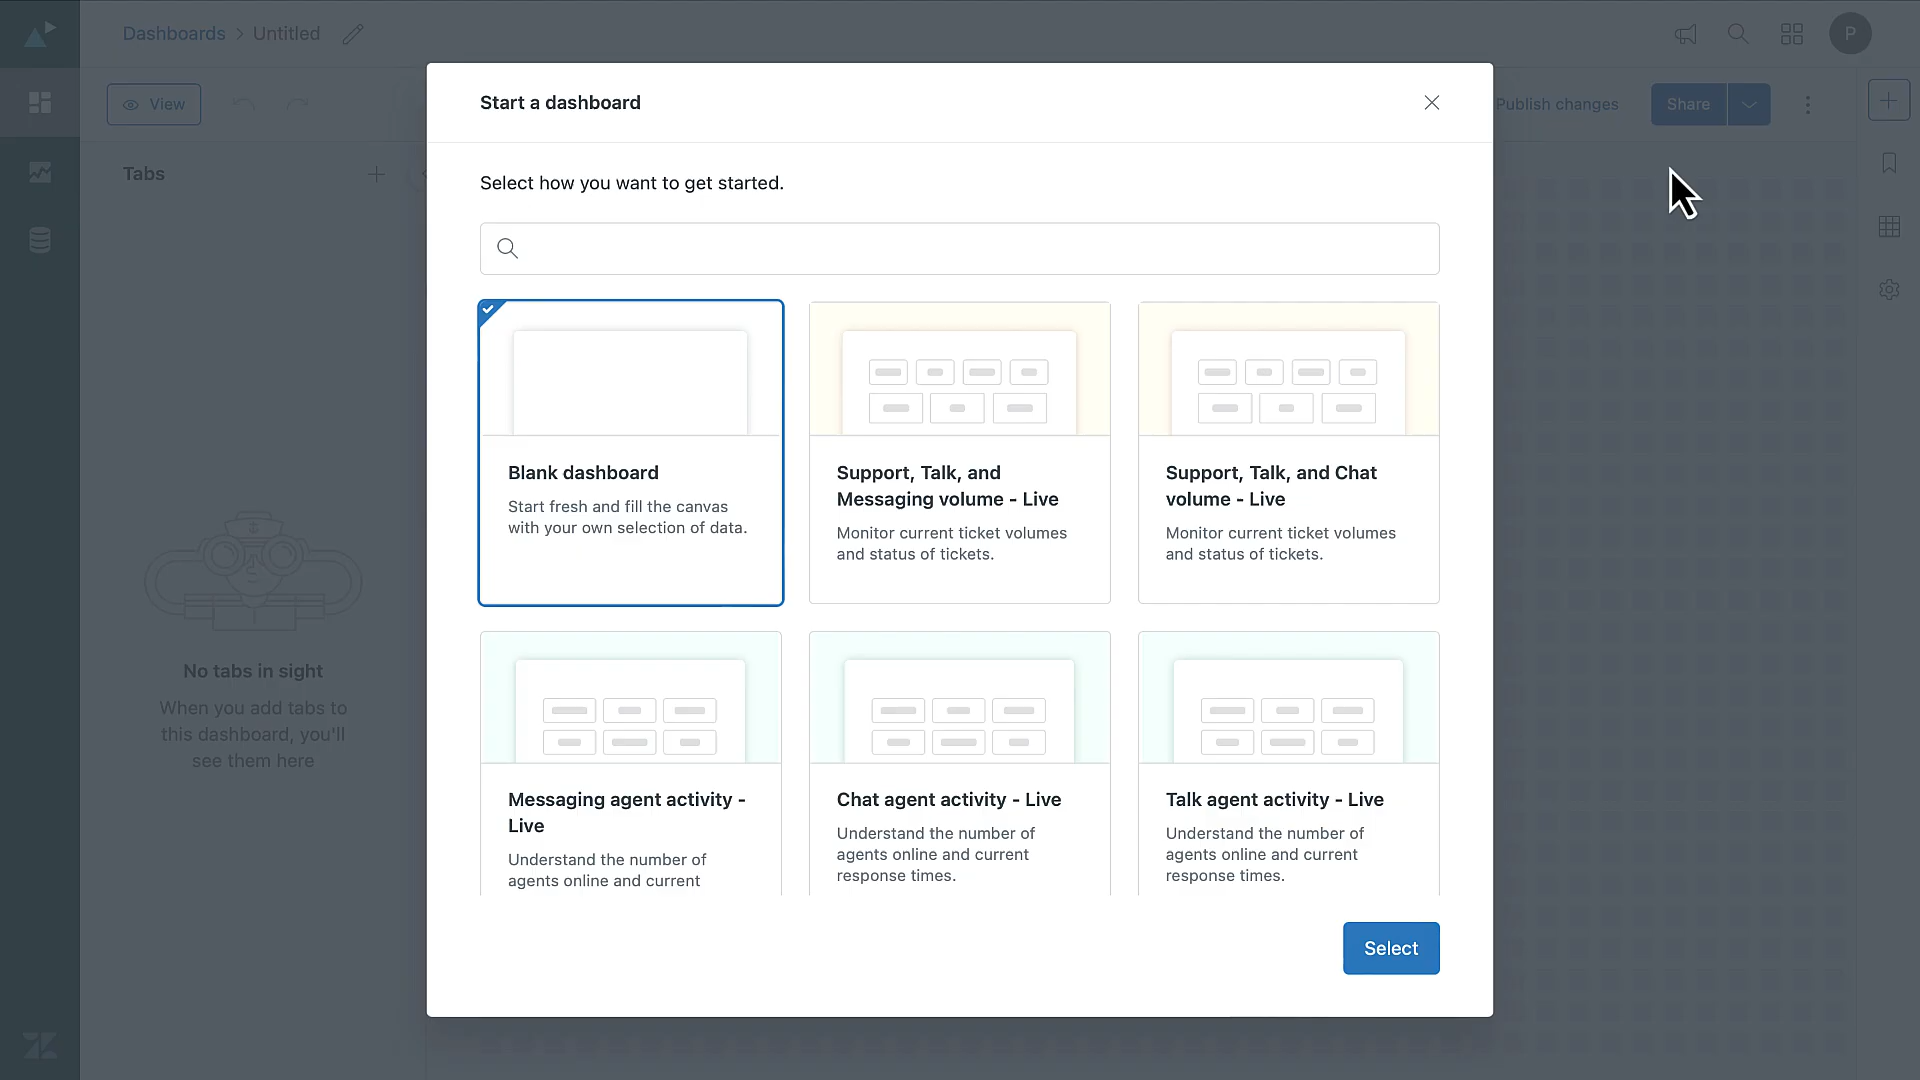 Dashboards > Untitled
P
View
Publish changes
Share
Tabs
No tabs in sight
When you add tabs to
this dashboard, you'll
see them here
Start a dashboard
Select how you want to get started.
Blank dashboard
Start fresh and fill the canvas
with your own selection of data.
Support, Talk, and
Messaging volume - Live
Monitor current ticket volumes
and status of tickets.
Support, Talk, and Chat
volume - Live
Monitor current ticket volumes
and status of tickets.
Messaging agent activity -
Live
Understand the number of
agents online and current
Chat agent activity - Live
Understand the number of
agents online and current
response times.
Talk agent activity - Live
Understand the number of
agents online and current
response times.
Select